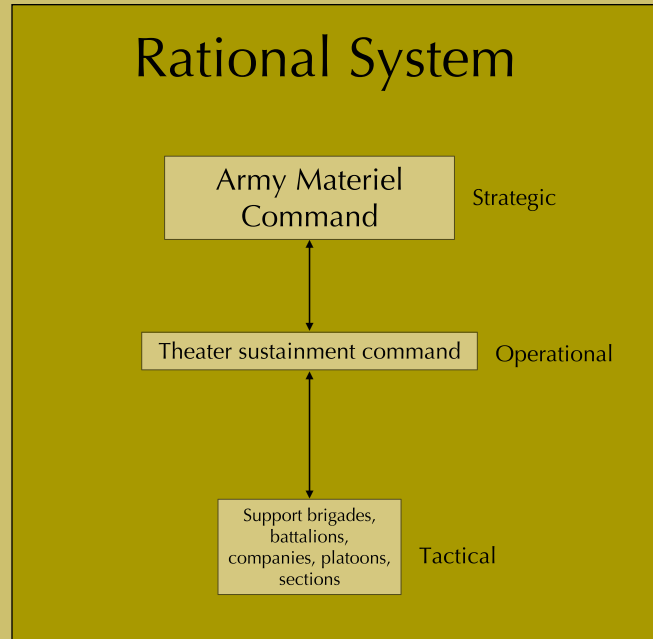 Rational System
Army Materiel
Command
Strategic
Theater sustainment command
Operational
Support brigades,
battalions,
companies, platoons,
sections
Tactical